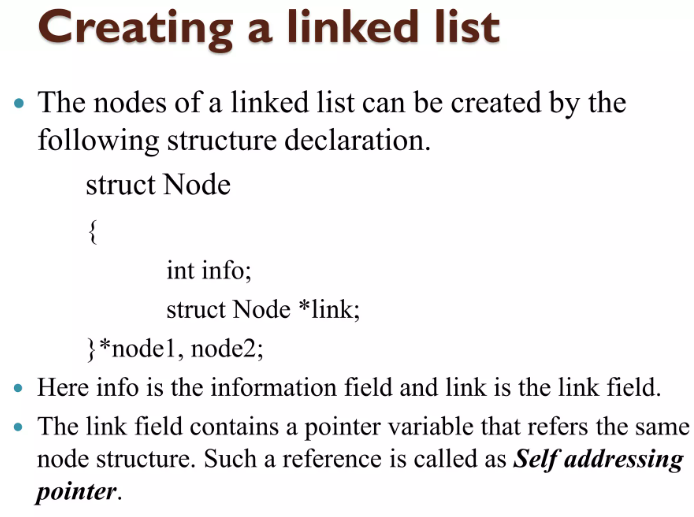 Creating a linked list
• The nodes of a linked list can be created by the
following structure declaration.
struct Node
{
int info;
struct Node *link;
}*node1, node2;
• Here info is the information field and link is the link field.
• The link field contains a pointer variable that refers the same
node structure. Such a reference is called as Self addressing
pointer.